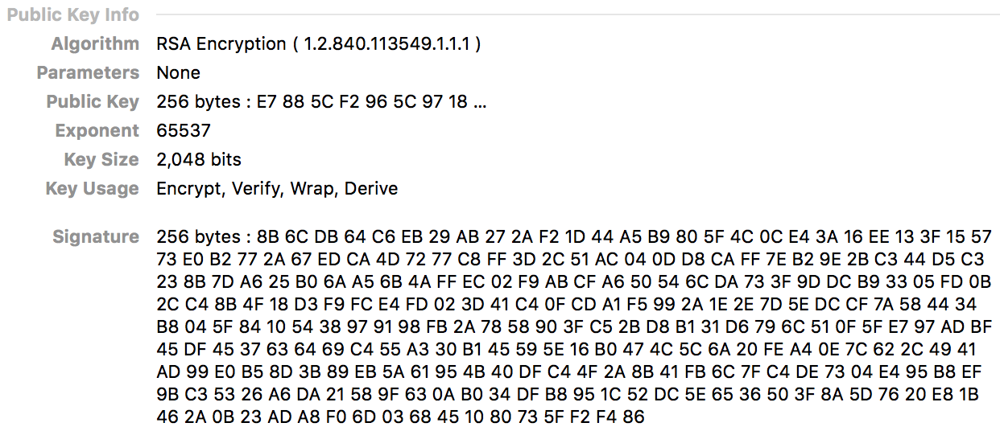 Public Key Info
Algorithm RSA Encryption ( 1.2.840.113549.1.1.1 )
Parameters None
Public Key 256 bytes : E7 88 5C F2 96 5C 97 18 ...
Exponent 65537
Key Size 2,048 bits
Key Usage Encrypt, Verify, Wrap, Derive
Signature 256 bytes : 8B 6C DB 64 C6 EB 29 AB 27 2A F2 1D 44 A5 B9 80 5F 4C 0C E4 3A 16 EE 13 3F 15 57
73 E0 B2 77 2A 67 ED CA 4D 72 77 C8 FF 3D 2C 51 AC 04 0D D8 CA FF 7E B2 9E 2B C3 44 D5 C3
23 8B 7D A6 25 B0 6A A5 6B 4A FF EC 02 F9 AB CF A6 50 54 6C DA 73 3F 9D DC B9 33 05 FD 0B
2C C4 8B 4F 18 D3 F9 FC E4 FD 02 3D 41 C4 0F CD A1 F5 99 2A 1E 2E 7D 5E DC CF 7A 58 44 34
B8 04 5F 84 10 54 38 97 91 98 FB 2A 78 58 90 3F C5 2B D8 B1 31 D6 79 6C 51 0F 5F E7 97 AD BF
45 DF 45 37 63 64 69 C4 55 A3 30 B1 45 59 5E 16 B0 47 4C 5C 6A 20 FE A4 0E 7C 62 2C 49 41
AD 99 E0 B5 8D 3B 89 EB 5A 61 95 4B 40 DF C4 4F 2A 8B 41 FB 6C 7F C4 DE 73 04 E4 95 B8 EF
9B C3 53 26 A6 DA 21 58 9F 63 0A B0 34 DF B8 95 1C 52 DC 5E 65 36 50 3F 8A 5D 76 20 E8 1B
46 2A 0B 23 AD A8 F0 6D 03 68 45 10 80 73 5F F2 F4 86